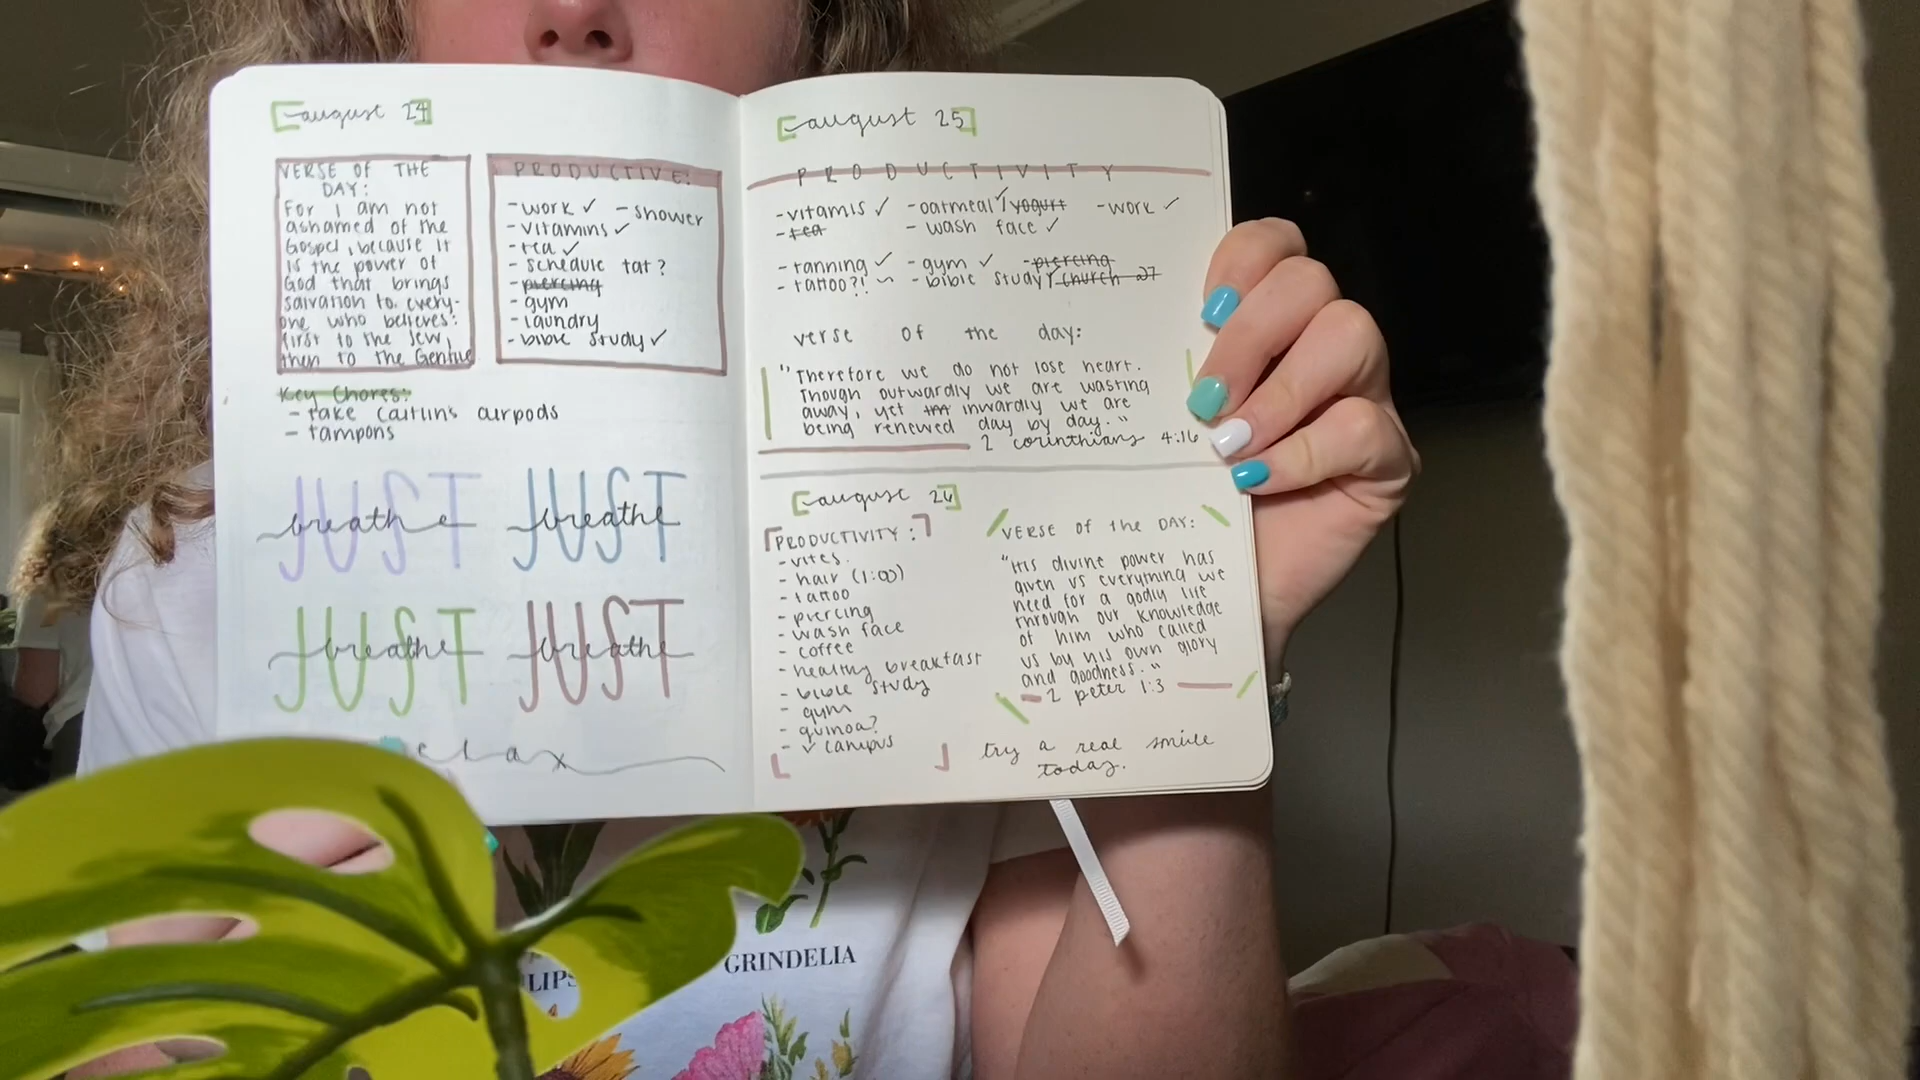 august 24
VERSE OF THE
DAY:
For I am not
ashamed of the
Gospel, because it
is the power of
God that brings
salvation to every-
one who believes:
first to the Jew,
then to the Gentile
PRODUCTIVE:
- work ✓ - shower
- vitamins ✓
- tea ✓
- schedule tat?
- piercing
- gym
- laundry
- bible study ✓
Key Chores:
- take caitlin's airpods
- tampons
JUST breathe JUST breathe
JUST breathe JUST breathe
elax
august 25
PRODUCTIVITY
- vitamis ✓ - oatmeal ✓/yogurt - work ✓
- tea - wash face ✓
- tanning ✓ - gym ✓ - piercing
- tattoo?! ~ - bible study/church 27
verse of the day:
"Therefore we do not lose heart.
Though outwardly we are wasting
away, yet inwardly we are
being renewed day by day."
2 corinthians 4:16
august 26
PRODUCTIVITY:
- vites.
- hair (1:00)
- tattoo
- piercing
- wash face
- coffee
- healthy breakfast
- bible study
- gym
- quinoa?
- ✓ campus
VERSE OF the DAY:
"His divine power has
given us everything we
need for a godly life
through our knowledge
of him who called
us by his own glory
and goodness."
2 peter 1:3
try a real smile
today.
LIPS
GRINDELIA